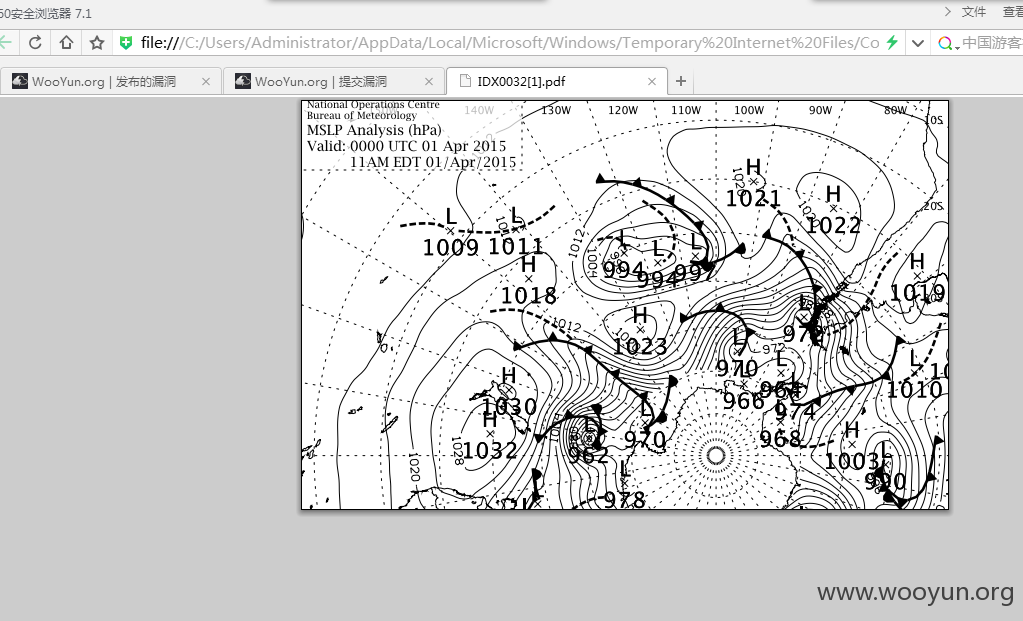 60安全浏览器 7.1
文件 查看
file:///C:/Users/Administrator/AppData/Local/Microsoft/Windows/Temporary%20Internet%20Files/Co
中国游客
WooYun.org | 发布的漏洞
WooYun.org | 提交漏洞
IDX0032[1].pdf
National Operations Centre
Bureau of Meteorology
MSLP Analysis (hPa)
Valid: 0000 UTC 01 Apr 2015
11AM EDT 01/Apr/2015
140W 130W 120W 110W 100W 90W 80W
10S
20S
H
1021
H
1022
1020
L
1009
L
1011
1012
1004
L
994
L
994
L
997
H
1019
H
1018
H
1023
1012
L
970
972
L
966
L
964
974
968
L
1010
H
1030
H
1032
1028
1020
L
962
L
970
L
978
H
1003
L
990
www.wooyun.org